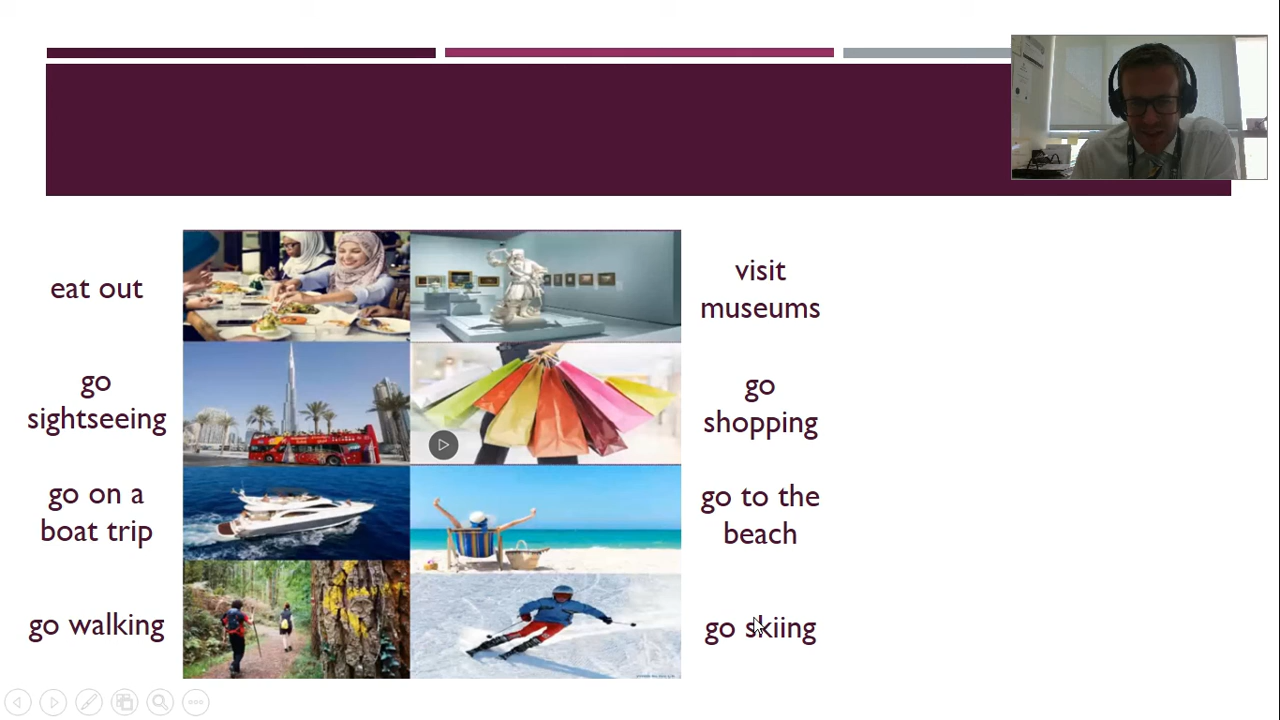 eat out
visit
museums
go
sightseeing
go
shopping
go on a
boat trip
go to the
beach
go walking
go skiing